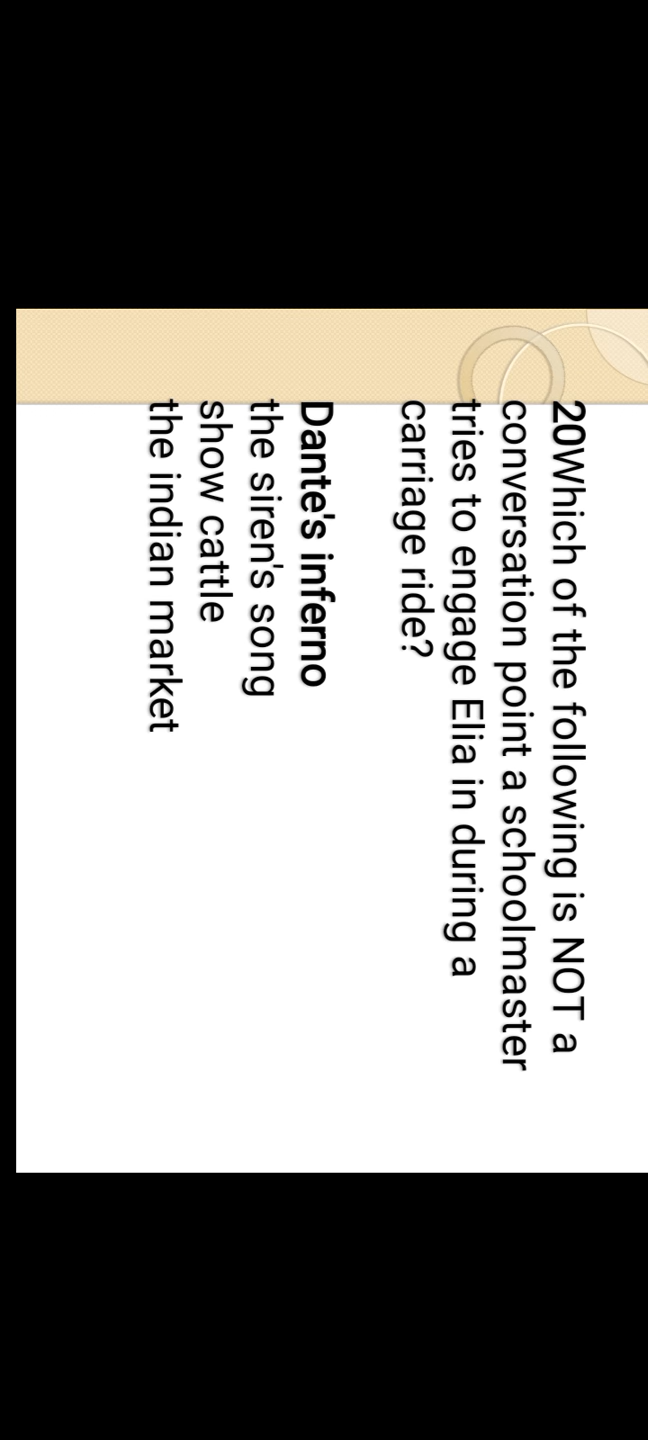 20Which of the following is NOT a
conversation point a schoolmaster
tries to engage Elia in during a
carriage ride?
Dante's inferno
the siren's song
show cattle
the indian market